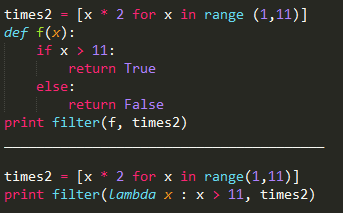 times2 = [x * 2 for x in range (1,11)]
def f(x):
    if x > 11:
        return True
    else:
        return False
print filter(f, times2)
times2 = [x * 2 for x in range(1,11)]
print filter(lambda x : x > 11, times2)